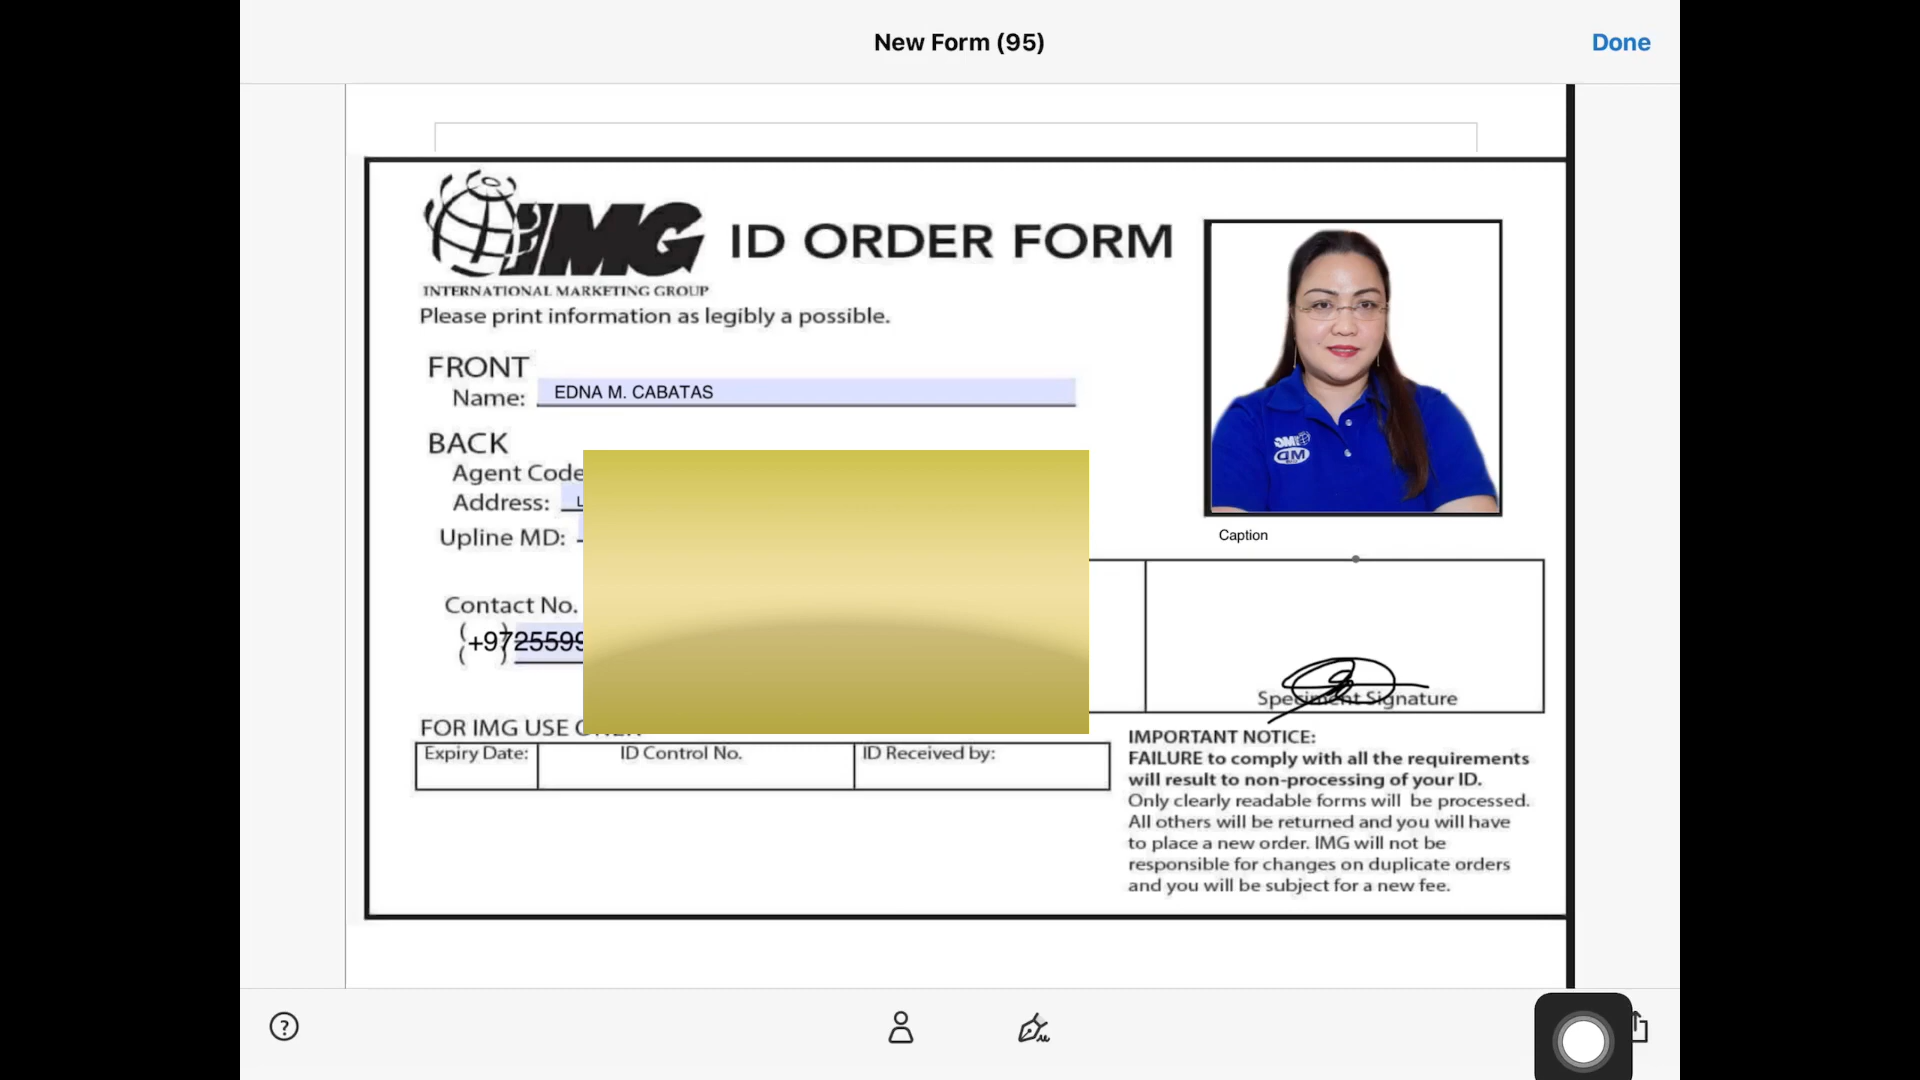 New Form (95)
Done
IMG
INTERNATIONAL MARKETING GROUP
ID ORDER FORM
Please print information as legibly a possible.
FRONT
Name: EDNA M. CABATAS
BACK
Agent Code
Address: L
Upline MD:
Caption
Contact No.
( ) +9725599
Speciment Signature
FOR IMG USE
Expiry Date: ID Control No. ID Received by:
IMPORTANT NOTICE:
FAILURE to comply with all the requirements
will result to non-processing of your ID.
Only clearly readable forms will be processed.
All others will be returned and you will have
to place a new order. IMG will not be
responsible for changes on duplicate orders
and you will be subject for a new fee.